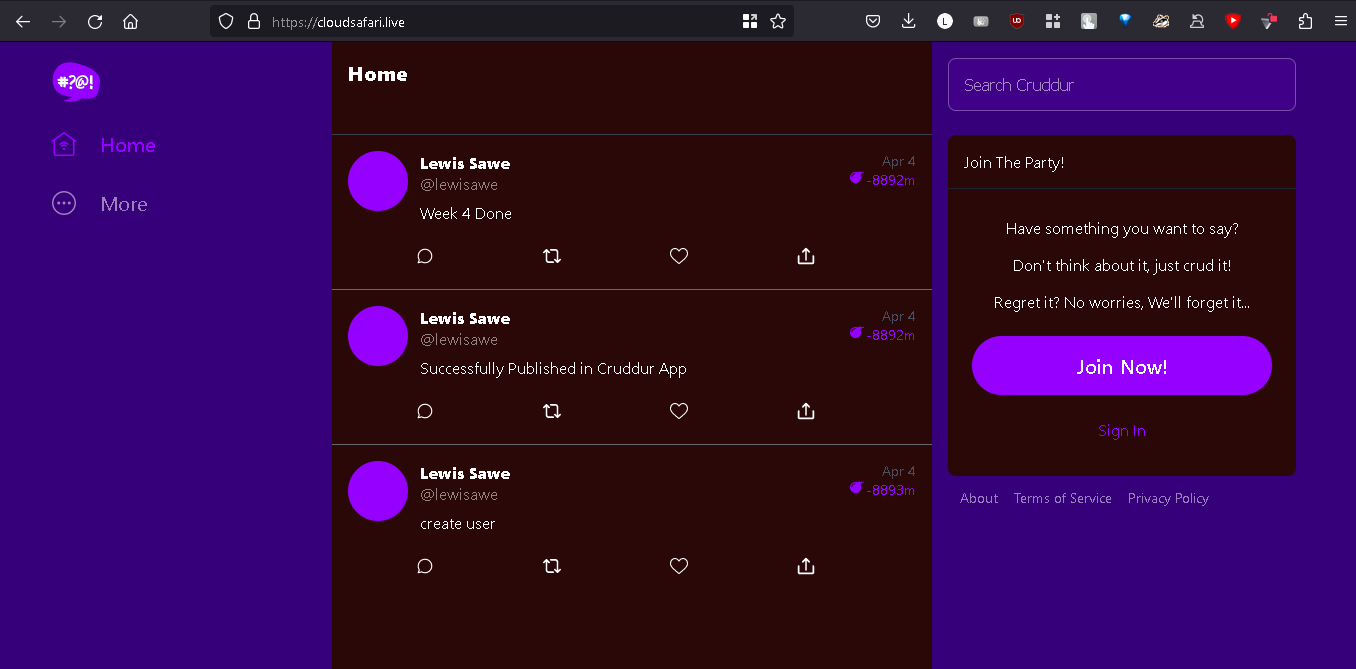 https://cloudsafari.live
L
UD
#?@!
Home
More
Home
Lewis Sawe
@lewisawe
Week 4 Done
Apr 4
-8892m
Lewis Sawe
@lewisawe
Successfully Published in Cruddur App
Apr 4
-8892m
Lewis Sawe
@lewisawe
create user
Apr 4
-8893m
Search Cruddur
Join The Party!
Have something you want to say?
Don't think about it, just crud it!
Regret it? No worries, We'll forget it...
Join Now!
Sign In
About Terms of Service Privacy Policy